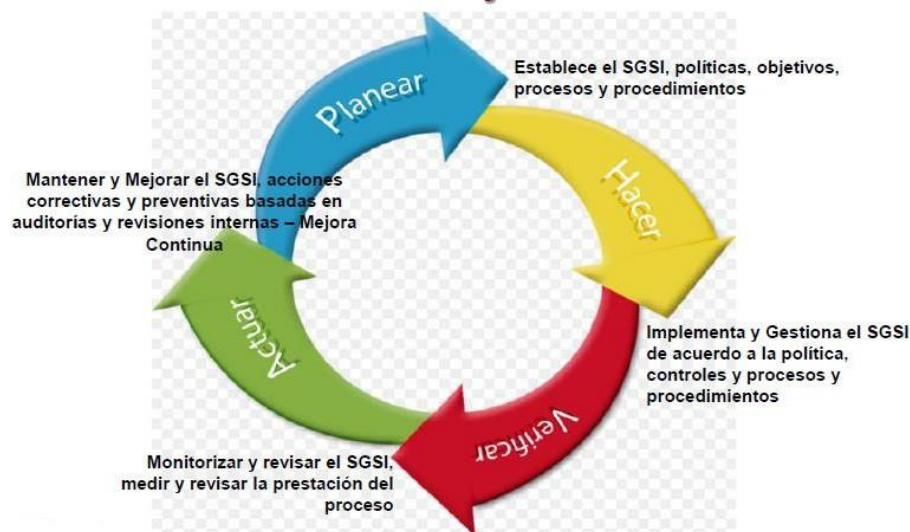 Planear
Establece el SGSI, políticas, objetivos,
procesos y procedimientos
Hacer
Implementa y Gestiona el SGSI
de acuerdo a la política,
controles y procesos y
procedimientos
Verificar
Monitorizar y revisar el SGSI,
medir y revisar la prestación del
proceso
Actuar
Mantener y Mejorar el SGSI, acciones
correctivas y preventivas basadas en
auditorías y revisiones internas – Mejora
Continua